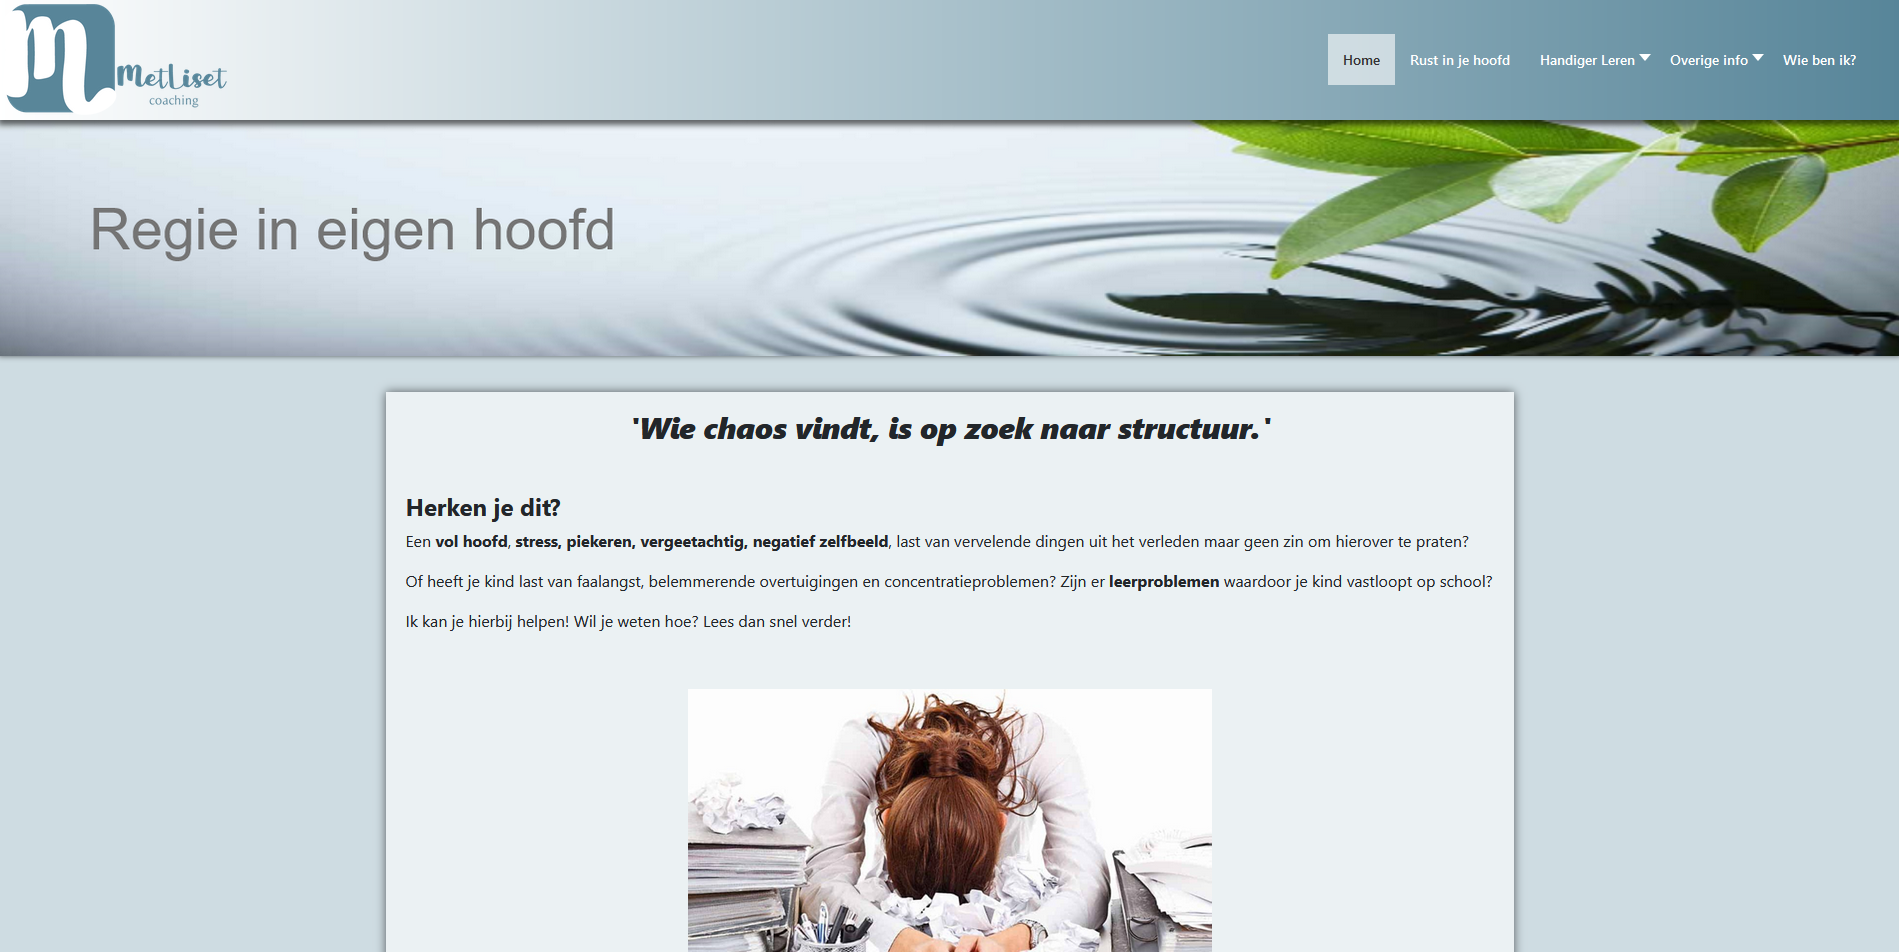 MetLiset
coaching
Home Rust in je hoofd Handiger Leren Overige info Wie ben ik?
Regie in eigen hoofd
'Wie chaos vindt, is op zoek naar structuur.'
Herken je dit?
Een vol hoofd, stress, piekeren, vergeetachtig, negatief zelfbeeld, last van vervelende dingen uit het verleden maar geen zin om hierover te praten?
Of heeft je kind last van faalangst, belemmerende overtuigingen en concentratieproblemen? Zijn er leerproblemen waardoor je kind vastloopt op school?
Ik kan je hierbij helpen! Wil je weten hoe? Lees dan snel verder!